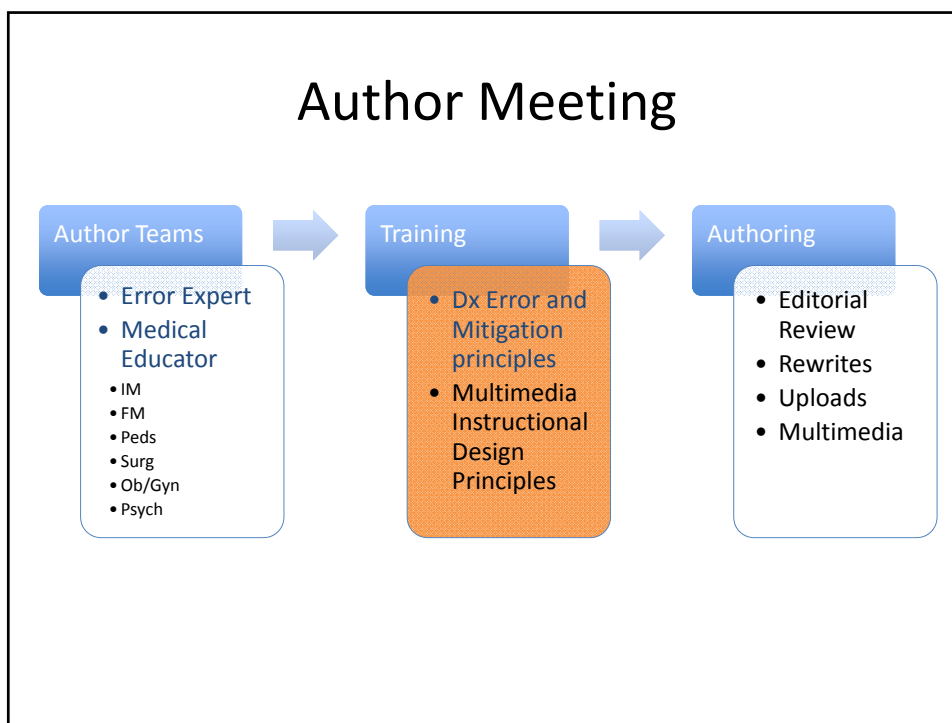 Author Meeting
Author Teams
• Error Expert
• Medical
Educator
• IM
• FM
• Peds
• Surg
• Ob/Gyn
• Psych
Training
• Dx Error and
Mitigation
principles
• Multimedia
Instructional
Design
Principles
Authoring
• Editorial
Review
• Rewrites
• Uploads
• Multimedia